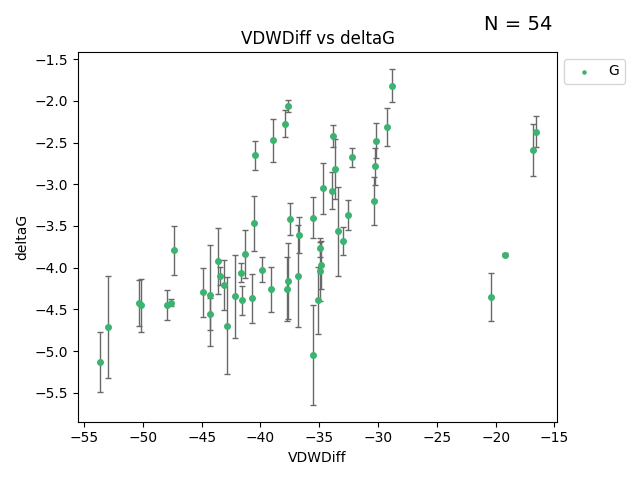 N = 54
VDWDiff vs deltaG
G
deltaG
−1.5
−2.0
−2.5
−3.0
−3.5
−4.0
−4.5
−5.0
−5.5
−55 −50 −45 −40 −35 −30 −25 −20 −15
VDWDiff